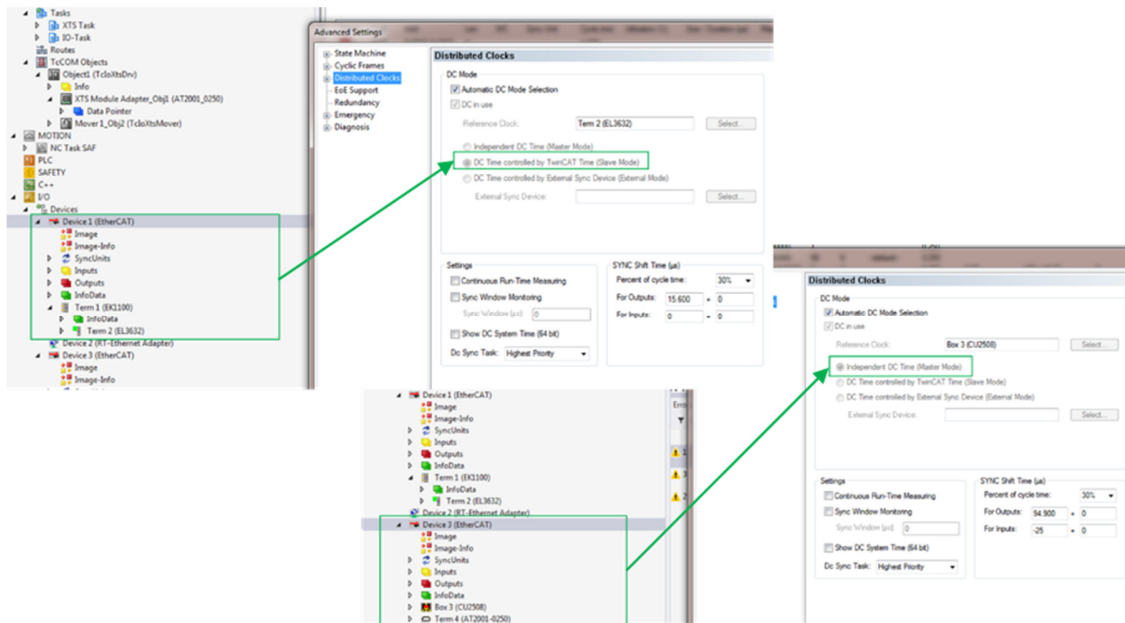 Tasks
XTS Task
IO-Task
Routes
TcCOM Objects
Object1 (TcIoXtsDrv)
Info
XTS Module Adapter_Obj1 (AT2001_0250)
Data Pointer
Mover1_Obj2 (TcIoXtsMover)
MOTION
NC Task SAF
PLC
SAFETY
C++
I/O
Devices
Device 1 (EtherCAT)
Image
Image-Info
SyncUnits
Inputs
Outputs
InfoData
Term 1 (EK1100)
InfoData
Term 2 (EL3632)
Device 2 (RT-Ethernet Adapter)
Device 3 (EtherCAT)
Image
Image-Info
Advanced Settings
State Machine
Cyclic Frames
Distributed Clocks
EoE Support
Redundancy
Emergency
Diagnosis
Distributed Clocks
DC Mode
Automatic DC Mode Selection
DC in use
Reference Clock: Term 2 (EL3632) Select...
Independent DC Time (Master Mode)
DC Time controlled by TwinCAT Time (Slave Mode)
DC Time controlled by External Sync Device (External Mode)
External Sync Device: Select...
Settings
Continuous Run-Time Measuring
Sync Window Monitoring
Sync Window (µs): 0
Show DC System Time (64 bit)
Dc Sync Task: Highest Priority
SYNC Shift Time (µs)
Percent of cycle time: 30%
For Outputs: 15.600 + 0
For Inputs: 0 - 0
Device 1 (EtherCAT)
Image
Image-Info
SyncUnits
Inputs
Outputs
InfoData
Term 1 (EK1100)
InfoData
Term 2 (EL3632)
Device 2 (RT-Ethernet Adapter)
Device 3 (EtherCAT)
Image
Image-Info
SyncUnits
Inputs
Outputs
InfoData
Box 3 (CU2508)
Term 4 (AT2001-0250)
Distributed Clocks
DC Mode
Automatic DC Mode Selection
DC in use
Reference Clock: Box 3 (CU2508) Select...
Independent DC Time (Master Mode)
DC Time controlled by TwinCAT Time (Slave Mode)
DC Time controlled by External Sync Device (External Mode)
External Sync Device: Select...
Settings
Continuous Run-Time Measuring
Sync Window Monitoring
Sync Window (µs): 0
Show DC System Time (64 bit)
Dc Sync Task: Highest Priority
SYNC Shift Time (µs)
Percent of cycle time: 30%
For Outputs: 94.900 + 0
For Inputs: -25 + 0